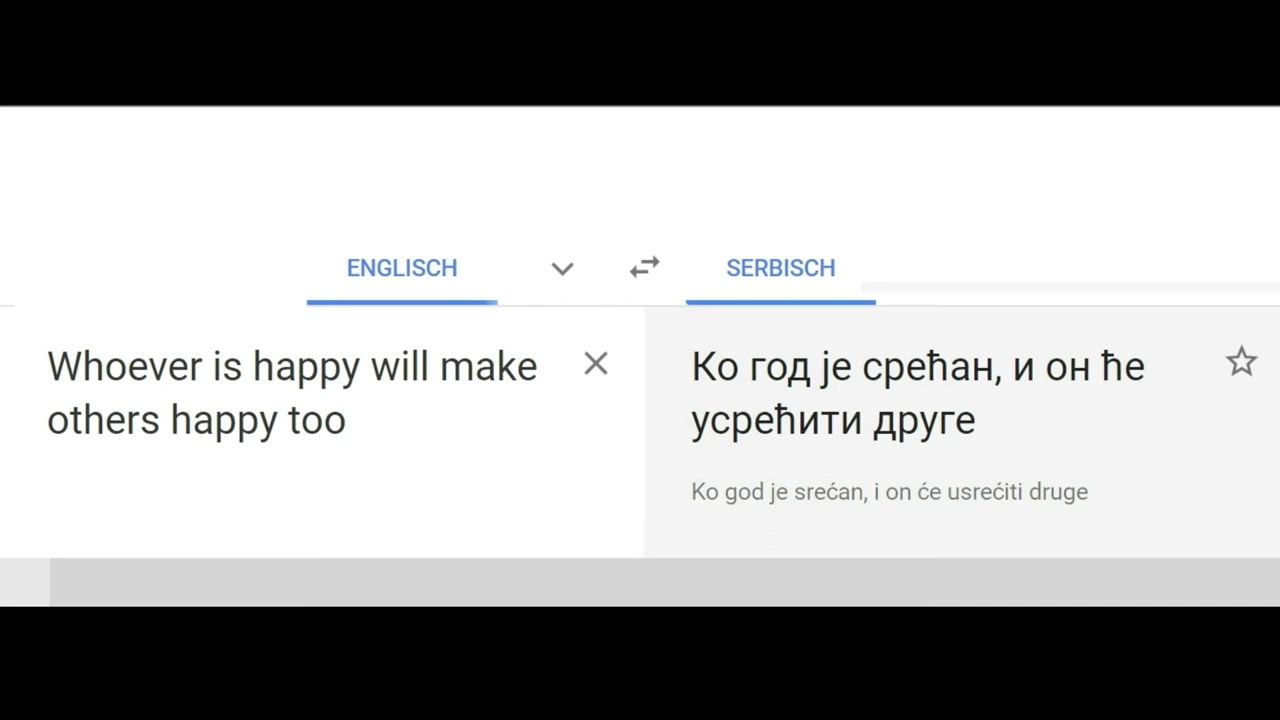 ENGLISCH
SERBISCH
Whoever is happy will make
others happy too
Ко год је срећан, и он ће
усрећити друге
Ko god je srećan, i on će usrećiti druge